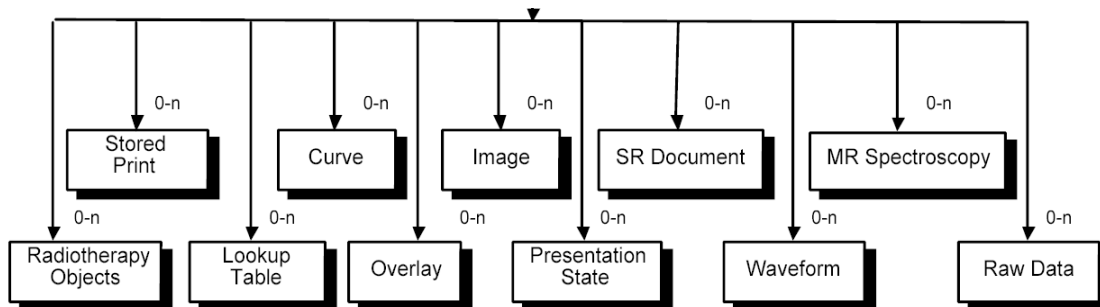 0-n
0-n
0-n
0-n
0-n
Stored
Print
Curve
Image
SR Document
MR Spectroscopy
0-n
0-n
0-n
0-n
0-n
0-n
Radiotherapy
Objects
Lookup
Table
Overlay
Presentation
State
Waveform
Raw Data